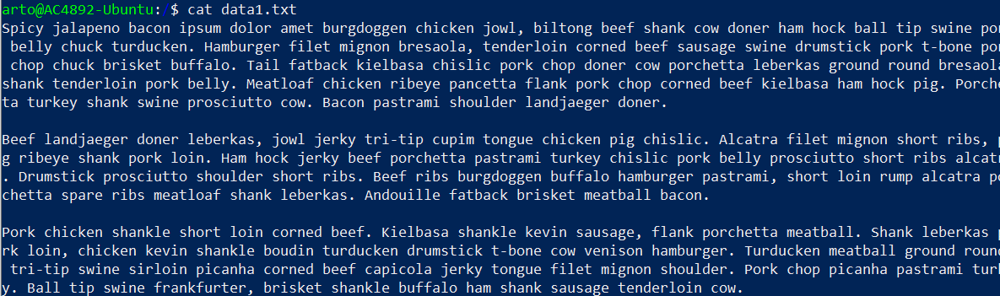 arto@AC4892-Ubuntu: $ cat data1.txt
Spicy jalapeno bacon ipsum dolor amet burgdoggen chicken jowl, biltong beef shank cow doner ham hock ball tip swine
 belly chuck turducken. Hamburger filet mignon bresaola, tenderloin corned beef sausage swine drumstick pork t-bone
 chop chuck brisket buffalo. Tail fatback kielbasa chislic pork chop doner cow porchetta leberkas ground round bresaola
shank tenderloin pork belly. Meatloaf chicken ribeye pancetta flank pork chop corned beef kielbasa ham hock pig. Porche
ta turkey shank swine prosciutto cow. Bacon pastrami shoulder landjaeger doner.

Beef landjaeger doner leberkas, jowl jerky tri-tip cupim tongue chicken pig chislic. Alcatra filet mignon short ribs,
g ribeye shank pork loin. Ham hock jerky beef porchetta pastrami turkey chislic pork belly prosciutto short ribs alcat
. Drumstick prosciutto shoulder short ribs. Beef ribs burgdoggen buffalo hamburger pastrami, short loin rump alcatra
chetta spare ribs meatloaf shank leberkas. Andouille fatback brisket meatball bacon.

Pork chicken shankle short loin corned beef. Kielbasa shankle kevin sausage, flank porchetta meatball. Shank leberkas
rk loin, chicken kevin shankle boudin turducken drumstick t-bone cow venison hamburger. Turducken meatball ground round
 tri-tip swine sirloin picanha corned beef capicola jerky tongue filet mignon shoulder. Pork chop picanha pastrami tur
y. Ball tip swine frankfurter, brisket shankle buffalo ham shank sausage tenderloin cow.